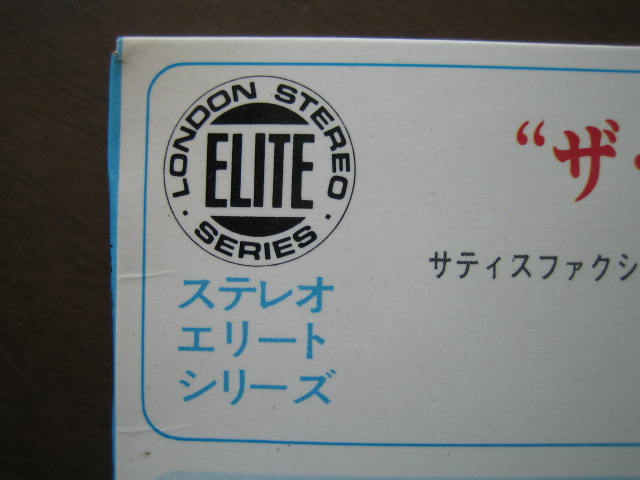 LONDON STEREO
ELITE
SERIES
ステレオ
エリート
シリーズ
“ザ・
サティスファクシ